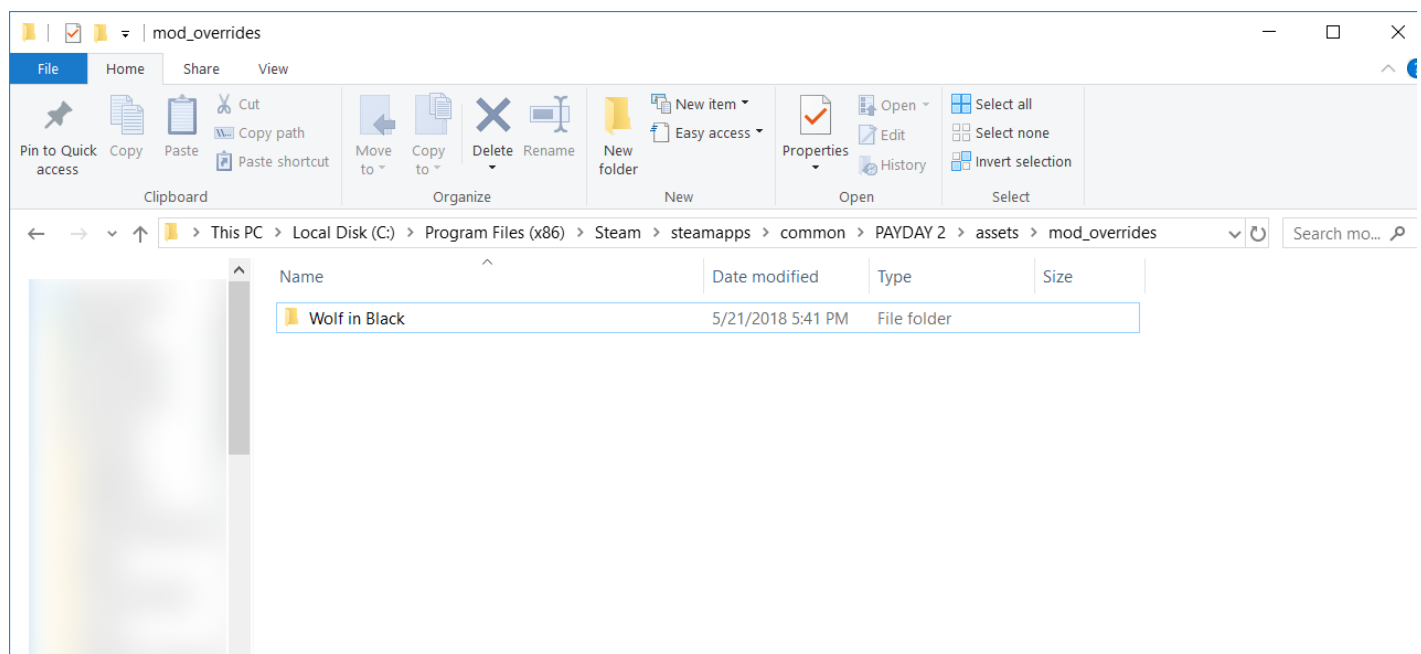 mod_overrides
File Home Share View
Pin to Quick access
Copy
Paste
Cut
Copy path
Paste shortcut
Clipboard
Move to
Copy to
Delete
Rename
Organize
New folder
New item
Easy access
New
Properties
Open
Edit
History
Open
Select all
Select none
Invert selection
Select
This PC > Local Disk (C:) > Program Files (x86) > Steam > steamapps > common > PAYDAY 2 > assets > mod_overrides
Search mo...
Name Date modified Type Size
Wolf in Black 5/21/2018 5:41 PM File folder